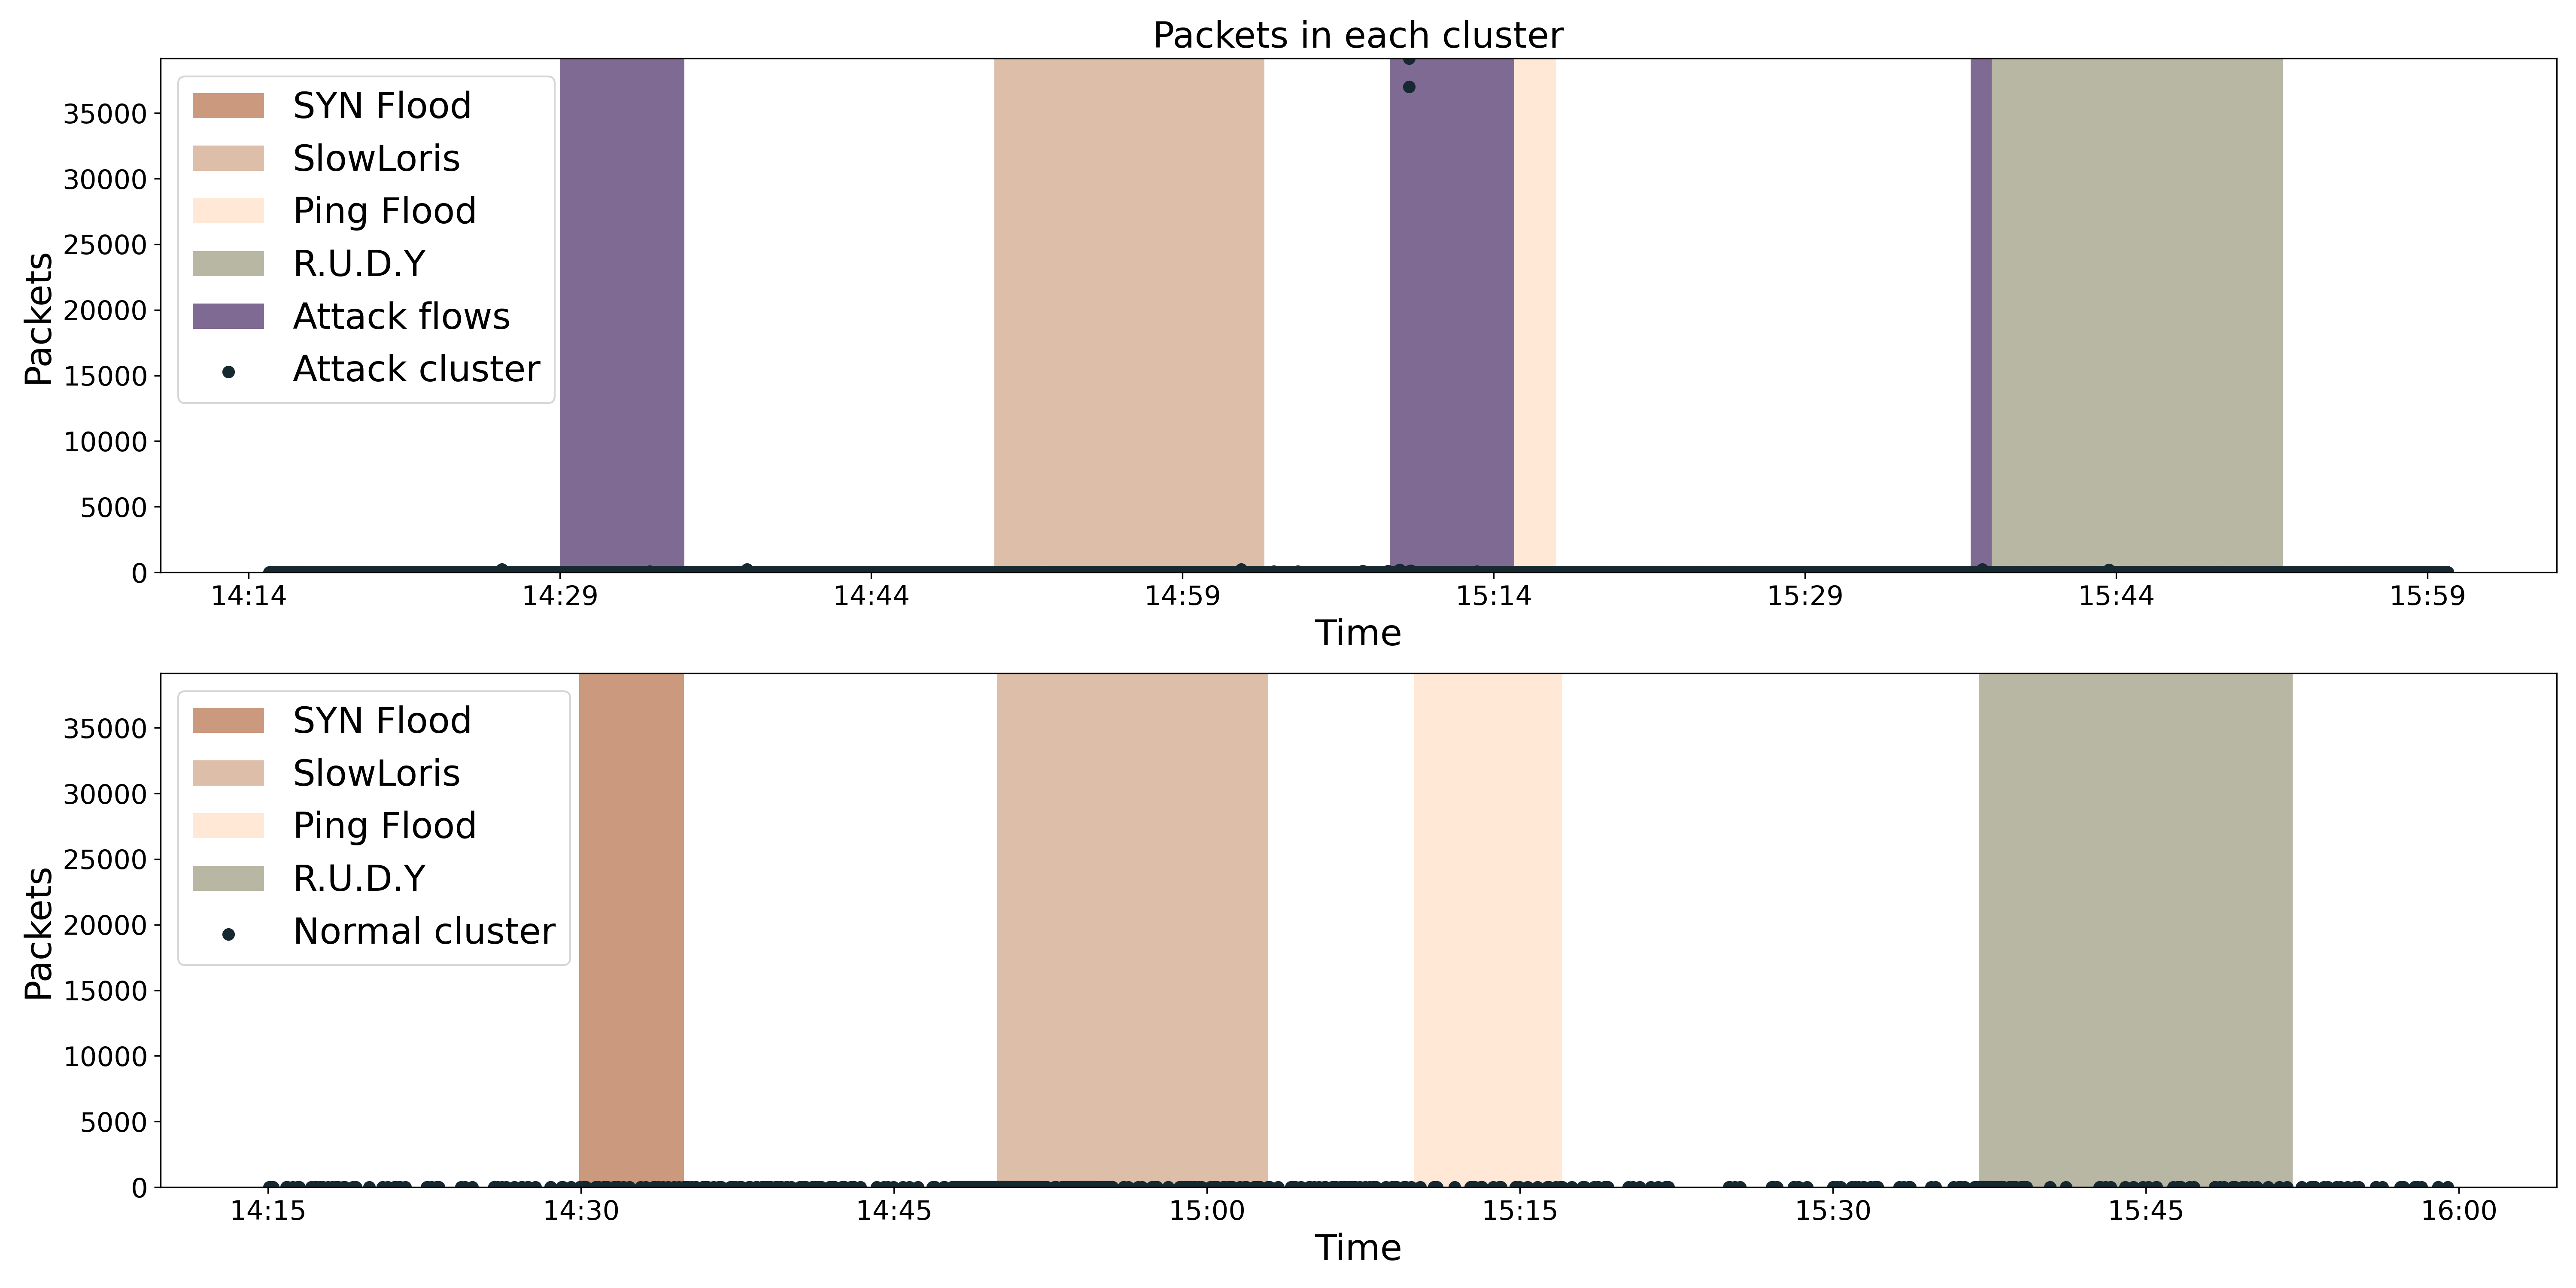 Packets in each cluster
SYN Flood
SlowLoris
Ping Flood
R.U.D.Y
Attack flows
Attack cluster
Packets
35000
30000
25000
20000
15000
10000
5000
0
14:14 14:29 14:44 14:59 15:14 15:29 15:44 15:59
Time
SYN Flood
SlowLoris
Ping Flood
R.U.D.Y
Normal cluster
Packets
35000
30000
25000
20000
15000
10000
5000
0
14:15 14:30 14:45 15:00 15:15 15:30 15:45 16:00
Time